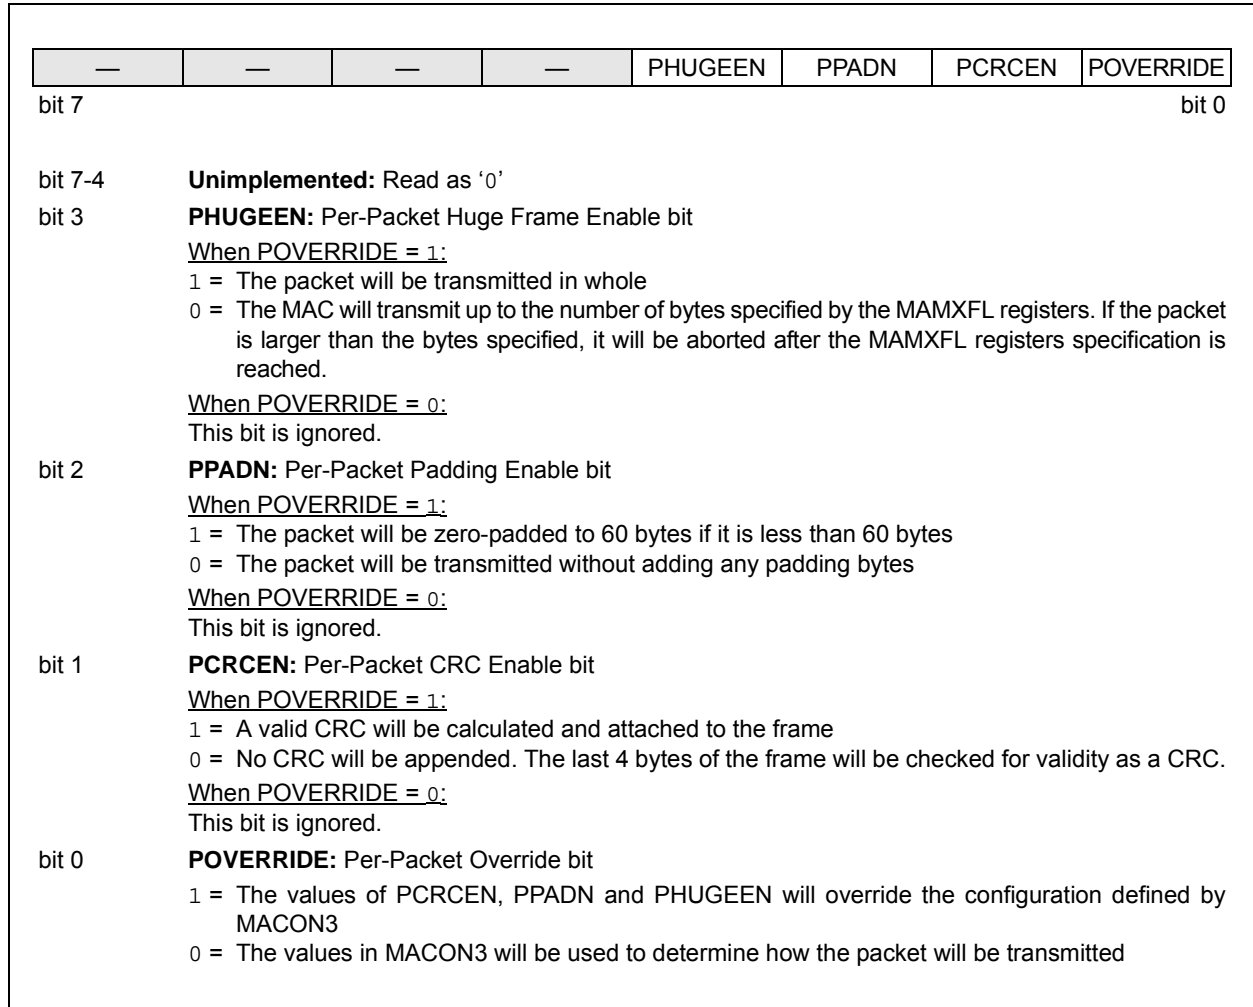 — — — — PHUGEEN PPADN PCRCEN POVERRIDE
bit 7 bit 0
bit 7-4 Unimplemented: Read as ‘0’
bit 3 PHUGEEN: Per-Packet Huge Frame Enable bit
When POVERRIDE = 1:
1 = The packet will be transmitted in whole
0 = The MAC will transmit up to the number of bytes specified by the MAMXFL registers. If the packet
is larger than the bytes specified, it will be aborted after the MAMXFL registers specification is
reached.
When POVERRIDE = 0:
This bit is ignored.
bit 2 PPADN: Per-Packet Padding Enable bit
When POVERRIDE = 1:
1 = The packet will be zero-padded to 60 bytes if it is less than 60 bytes
0 = The packet will be transmitted without adding any padding bytes
When POVERRIDE = 0:
This bit is ignored.
bit 1 PCRCEN: Per-Packet CRC Enable bit
When POVERRIDE = 1:
1 = A valid CRC will be calculated and attached to the frame
0 = No CRC will be appended. The last 4 bytes of the frame will be checked for validity as a CRC.
When POVERRIDE = 0:
This bit is ignored.
bit 0 POVERRIDE: Per-Packet Override bit
1 = The values of PCRCEN, PPADN and PHUGEEN will override the configuration defined by
MACON3
0 = The values in MACON3 will be used to determine how the packet will be transmitted